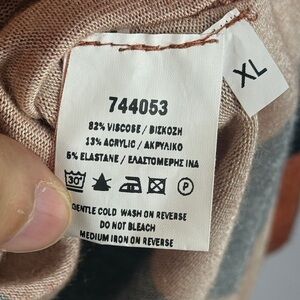 XL
744053
82% VISCOSE / ΒΙΣΚΟΖΗ
13% ACRYLIC / ΑΚΡΥΛΙΚΟ
5% ELASTANE / ΕΛΑΣΤΟΜΕΡΗΣ ΙΝΑ
30° P
GENTLE COLD WASH ON REVERSE
DO NOT BLEACH
MEDIUM IRON ON REVERSE